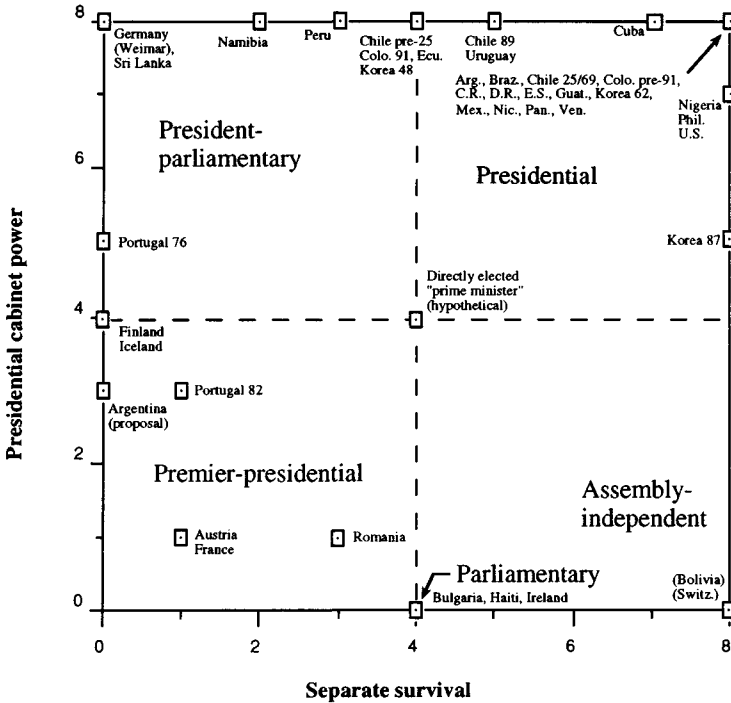 8
Germany
(Weimar),
Sri Lanka
Namibia
Peru
Chile pre-25
Colo. 91, Ecu.
Korea 48
Chile 89
Uruguay
Cuba
Arg., Braz., Chile 25/69, Colo. pre-91,
C.R., D.R., E.S., Guat., Korea 62,
Mex., Nic., Pan., Ven.
Nigeria
Phil.
U.S.
President-
parliamentary
6
Presidential
Presidential cabinet power
Portugal 76
Korea 87
Directly elected
"prime minister"
(hypothetical)
4
Finland
Iceland
Argentina
(proposal)
Portugal 82
2
Premier-presidential
Assembly-
independent
Austria
France
Romania
Parliamentary
Bulgaria, Haiti, Ireland
(Bolivia)
(Switz.)
0
0 2 4 6 8
Separate survival